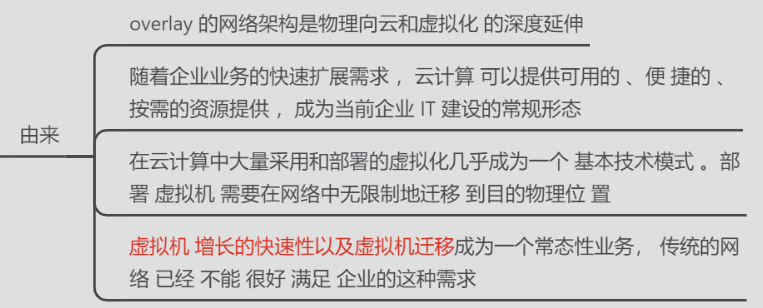 overlay 的网络架构是物理向云和虚拟化 的深度延伸
随着企业业务的快速扩展需求 ，云计算 可以提供可用的 、便 捷的 、
按需的资源提供 ，成为当前企业 IT 建设的常规形态
由来
在云计算中大量采用和部署的虚拟化几乎成为一个 基本技术模式 。部
署 虚拟机 需要在网络中无限制地迁移 到目的物理位 置
虚拟机 增长的快速性以及虚拟机迁移成为一个常态性业务， 传统的网
络 已经 不能 很好 满足 企业的这种需求